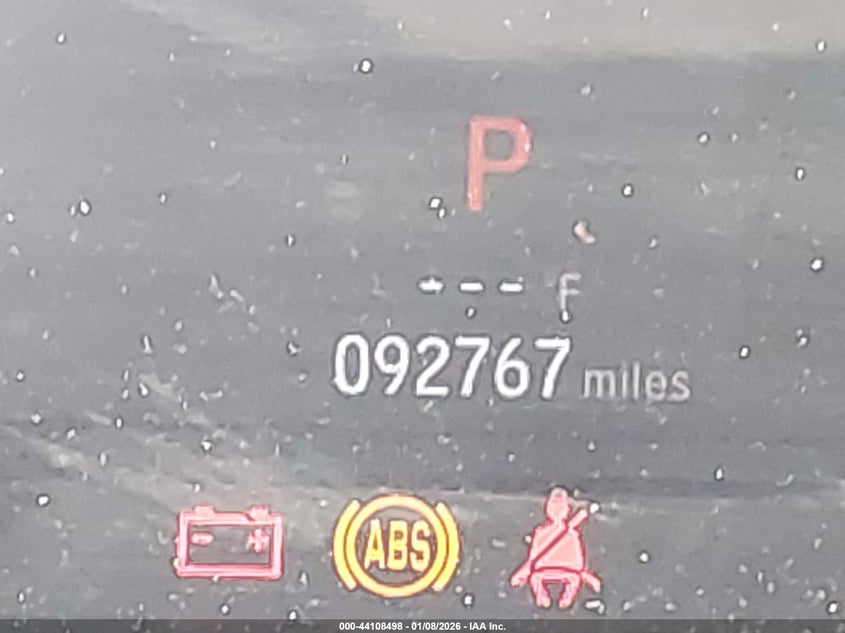 P
--- F
092767 miles
ABS
000-44108498 - 01/08/2026 - IAA Inc.